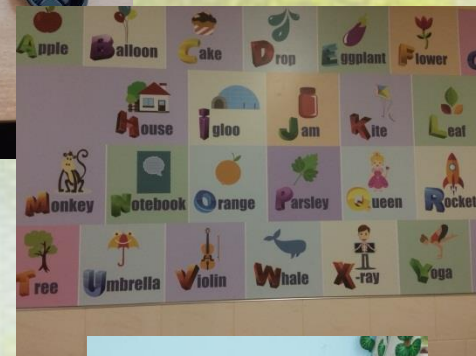 Apple Balloon Cake Drop Eggplant Flower
House Igloo Jam Kite Leaf
Monkey Notebook Orange Parsley Queen Rocket
Tree Umbrella Violin Whale X-ray Yoga